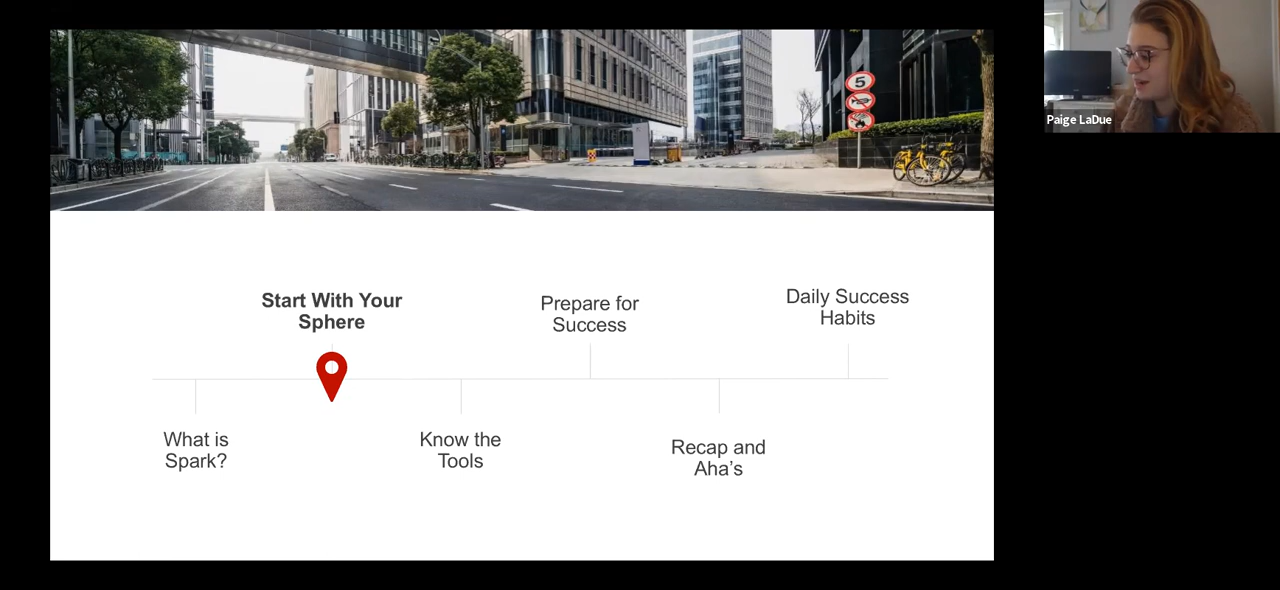 5
Paige LaDue
Start With Your
Sphere
Prepare for
Success
Daily Success
Habits
What is
Spark?
Know the
Tools
Recap and
Aha’s